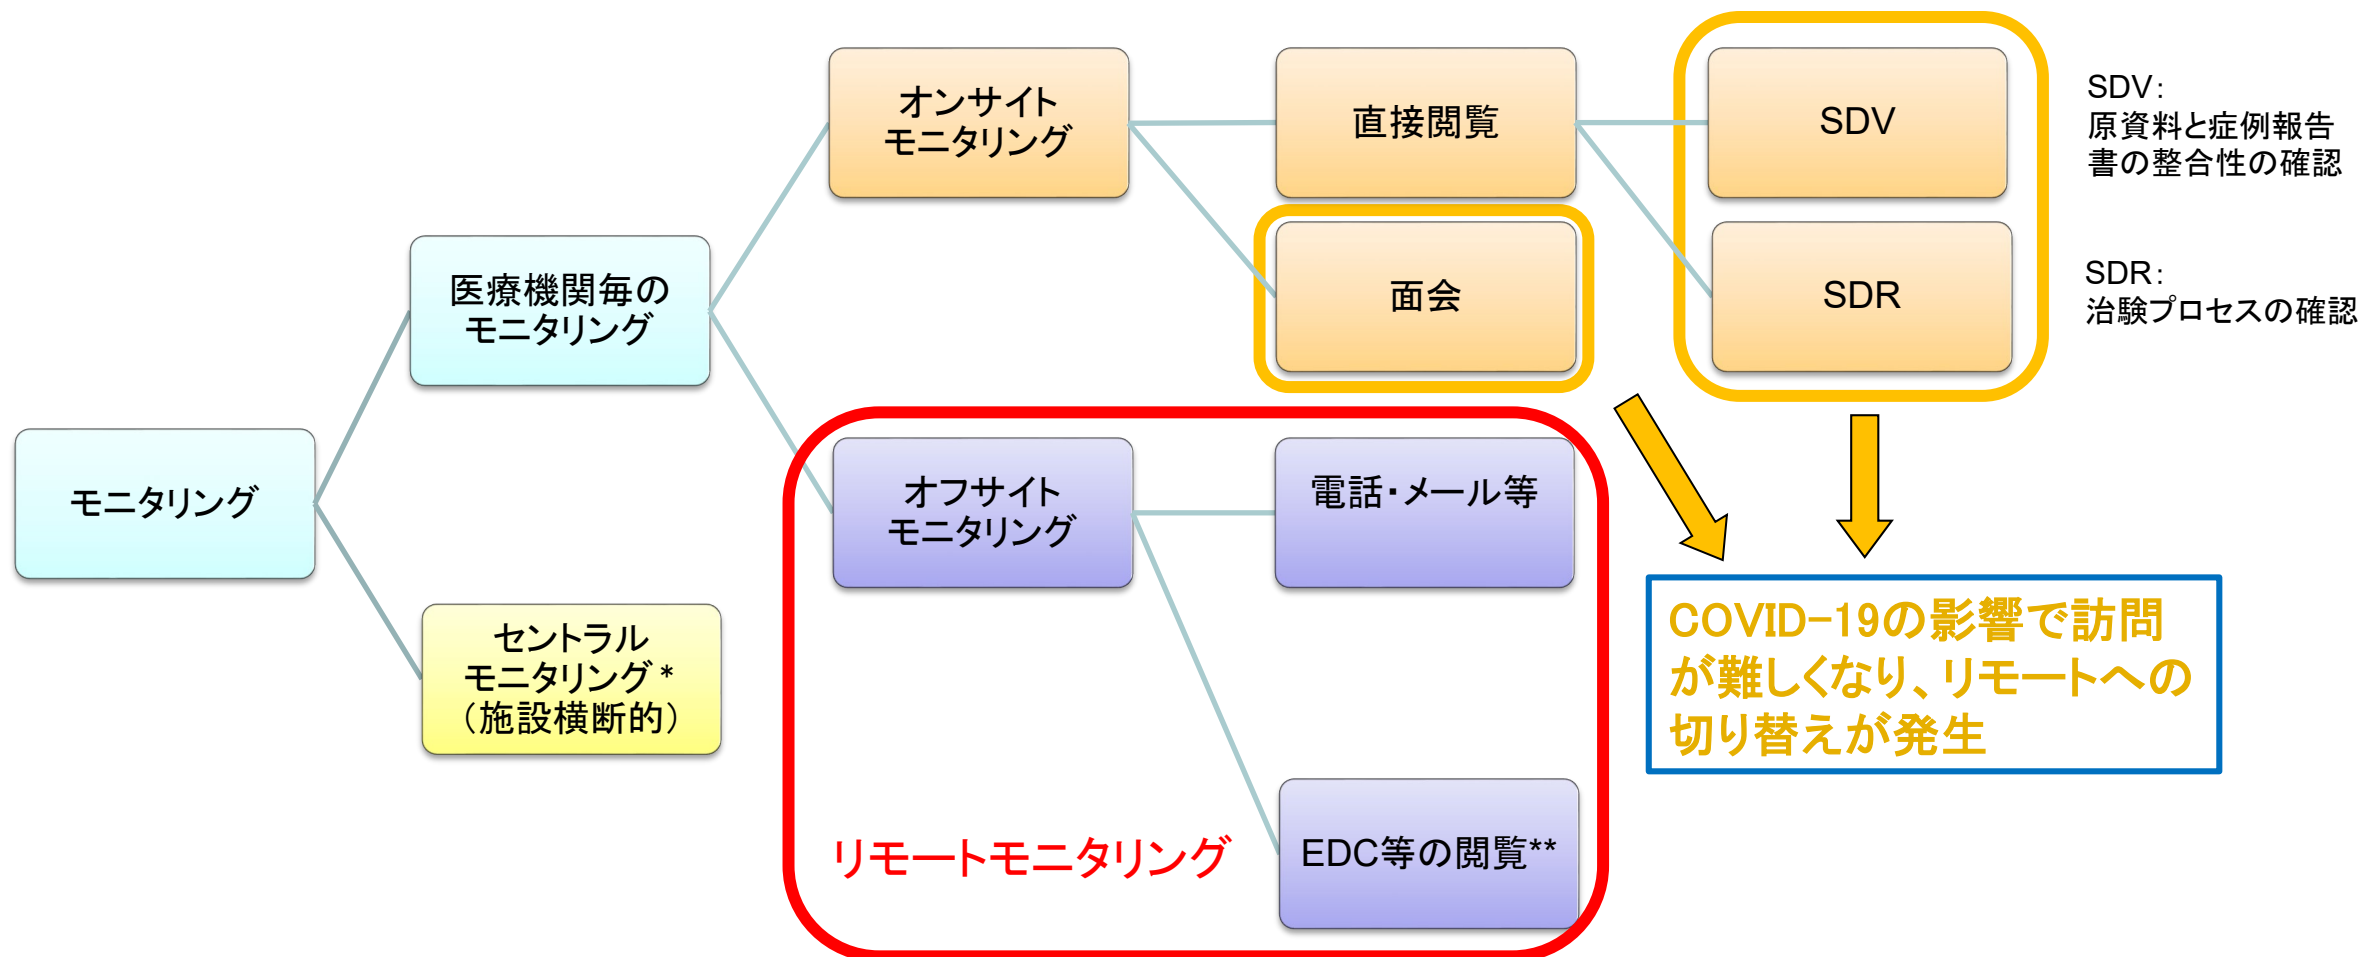 オンサイト
モニタリング
直接閲覧
SDV
SDV：
原資料と症例報告
書の整合性の確認
医療機関毎の
モニタリング
面会
SDR
SDR：
治験プロセスの確認
モニタリング
オフサイト
モニタリング
電話・メール等
セントラル
モニタリング*
（施設横断的）
COVID-19の影響で訪問
が難しくなり、リモートへの
切り替えが発生
リモートモニタリング
EDC等の閲覧**